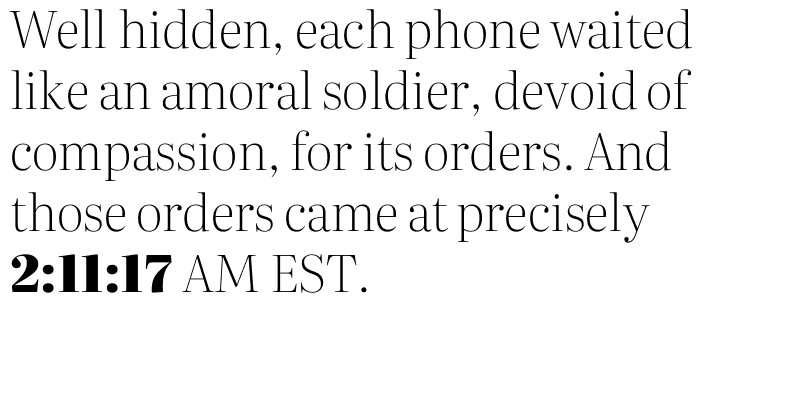 Well hidden, each phone waited
like an amoral soldier, devoid of
compassion, for its orders. And
those orders came at precisely
2:11:17 AM EST.